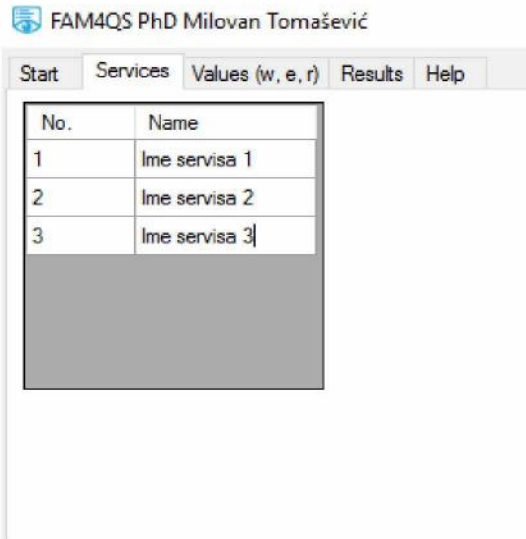 FAM4QS PhD Milovan Tomašević
Start Services Values (w, e, r) Results Help
No. Name
1 Ime servisa 1
2 Ime servisa 2
3 Ime servisa 3